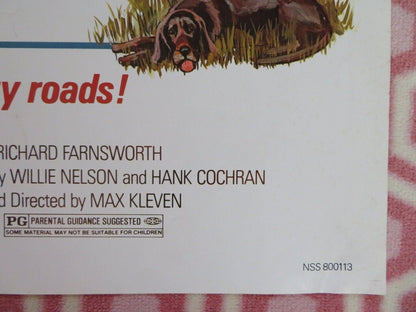 y roads!
RICHARD FARNSWORTH
y WILLIE NELSON and HANK COCHRAN
d Directed by MAX KLEVEN
PG PARENTAL GUIDANCE SUGGESTED
SOME MATERIAL MAY NOT BE SUITABLE FOR CHILDREN
NSS 800113